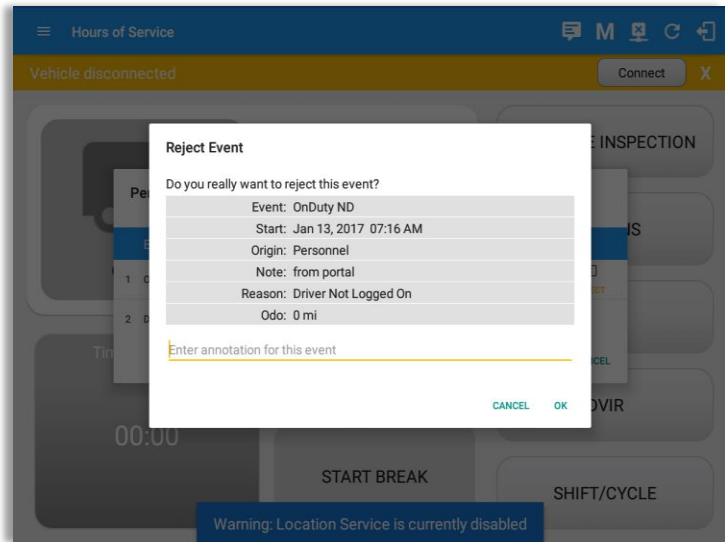 Hours of Service
M
Vehicle disconnected
Connect
X
INSPECTION
Reject Event
Do you really want to reject this event?
Event: OnDuty ND
Start: Jan 13, 2017 07:16 AM
Origin: Personnel
Note: from portal
Reason: Driver Not Logged On
Odo: 0 mi
Enter annotation for this event
CANCEL OK
1
2
00:00
START BREAK
SHIFT/CYCLE
Warning: Location Service is currently disabled